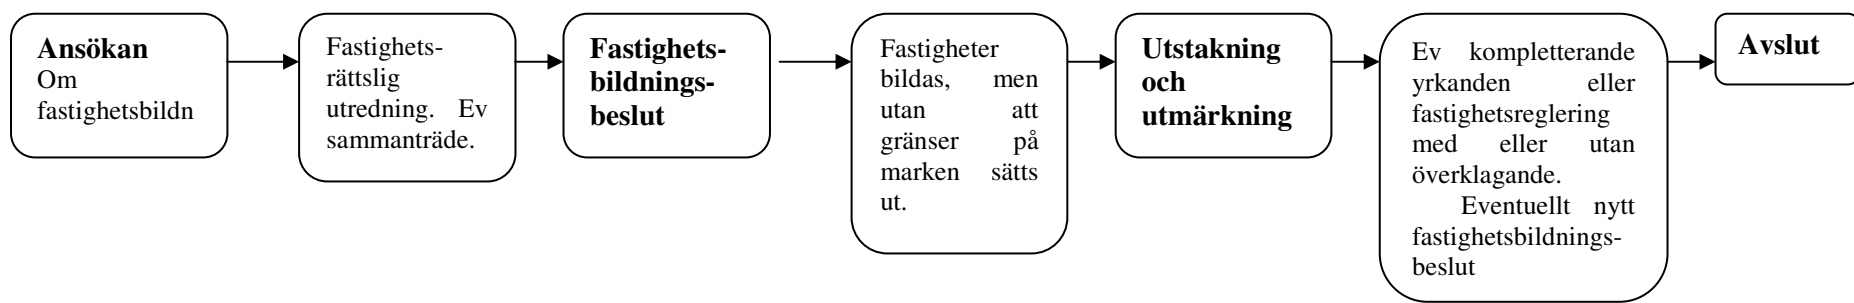 Ansökan
Om
fastighetsbildn
Fastighets-
rättslig
utredning. Ev
sammanträde.
Fastighets-
bildnings-
beslut
Fastigheter
bildas, men
utan att
gränser på
marken sätts
ut.
Utstakning
och
utmärkning
Ev kompletterande
yrkanden eller
fastighetsreglering
med eller utan
överklagande.
Eventuellt nytt
fastighetsbildnings-
beslut
Avslut